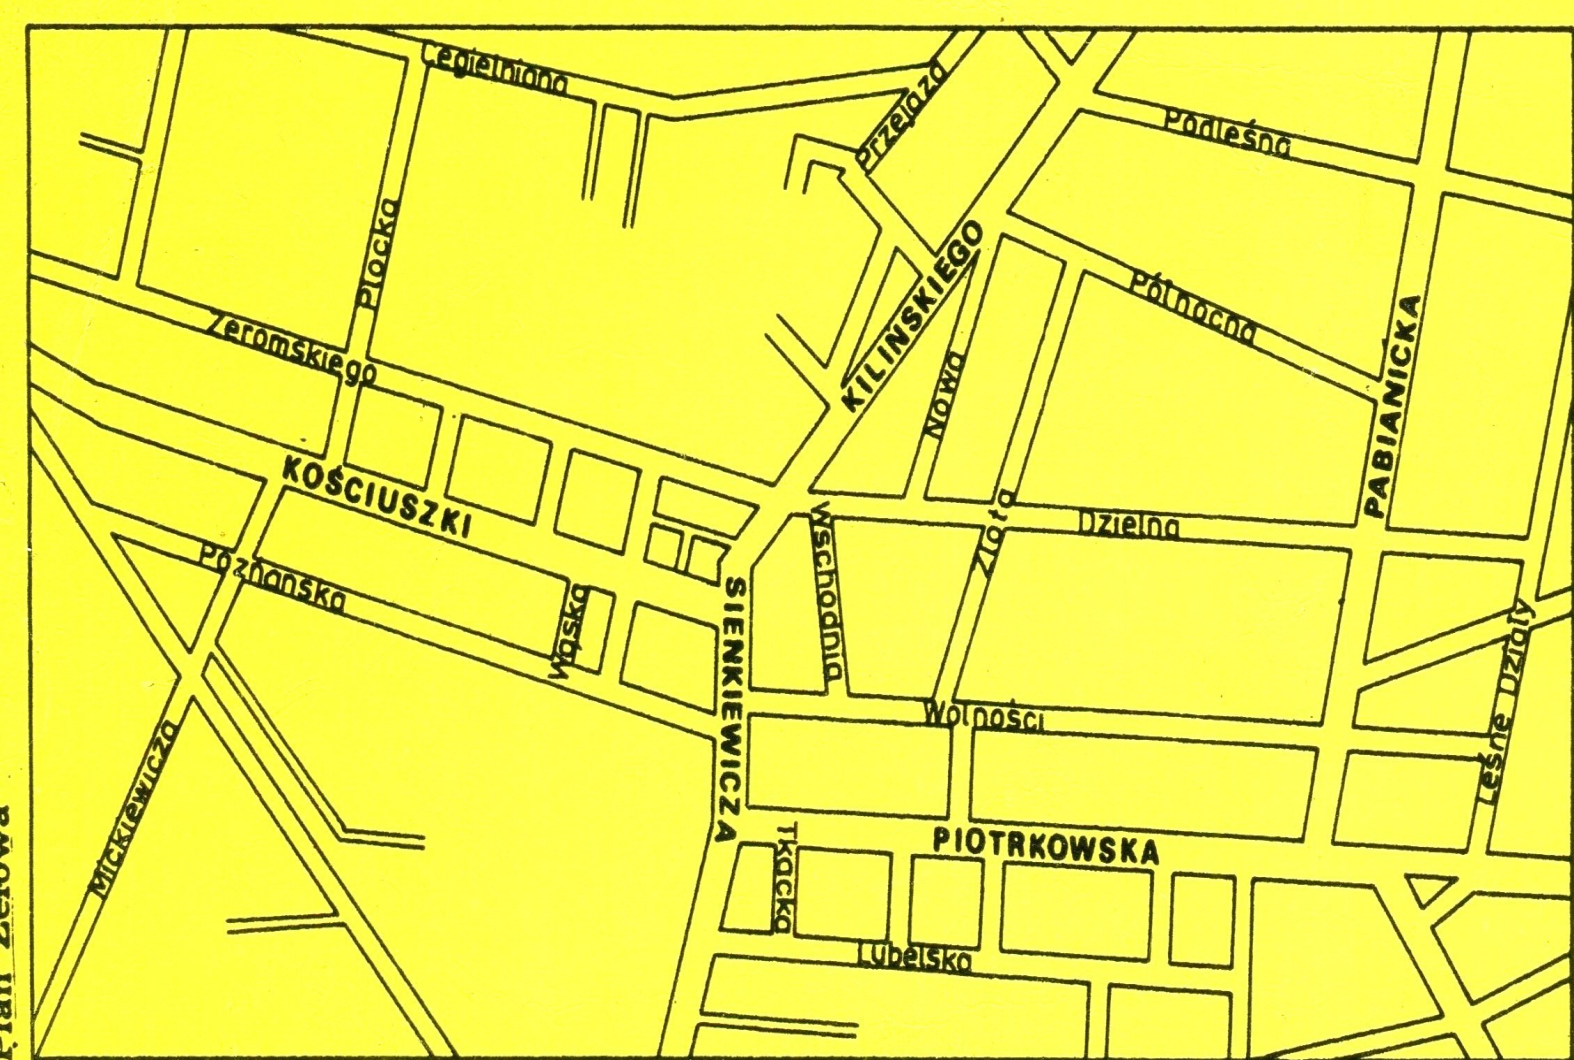 Cegielniana
Przejazd
Podleśna
Płocka
KILIŃSKIEGO
Północna
Żeromskiego
Nowa
PABIANICKA
KOŚCIUSZKI
Wschodnia
Złota
Dzielna
Poznańska
Wąska
SIENKIEWICZA
Wolności
Leśne Działy
Mickiewicza
Tkacka
PIOTRKOWSKA
Lubelska
Plan Zelowa